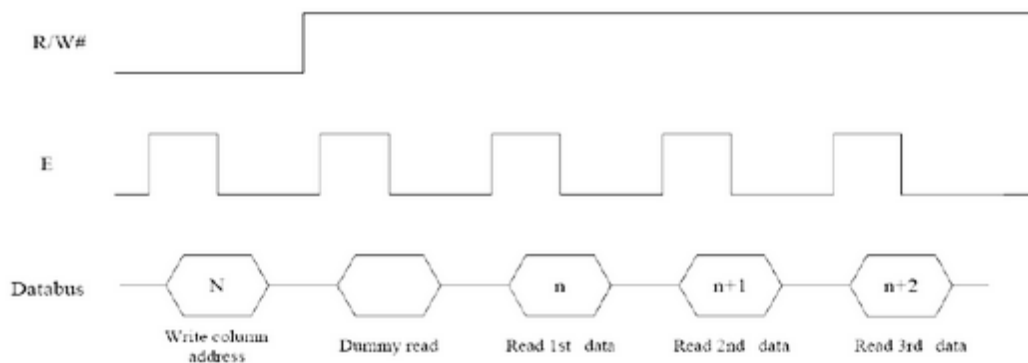 R/W#
E
Databus
N
n
n+1
n+2
Write column
address
Dummy read
Read 1st data
Read 2nd data
Read 3rd data